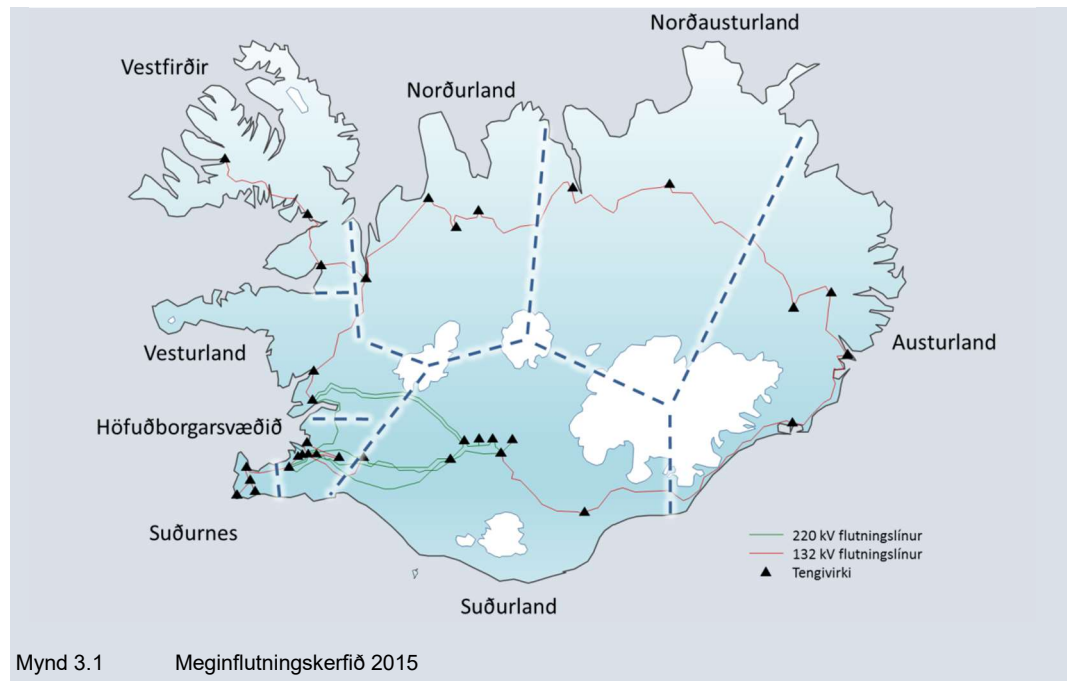 Norðausturland
Vestfirðir
Norðurland
Austurland
Vesturland
Höfuðborgarsvæðið
Suðurnes
220 kV flutningslínur
132 kV flutningslínur
Tengivirki
Suðurland
Mynd 3.1 Meginflutningskerfið 2015